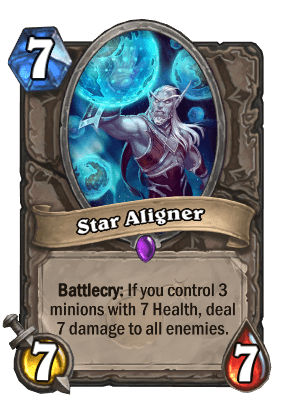 7
Star Aligner
Battlecry: If you control 3
minions with 7 Health, deal
7 damage to all enemies.
7
7